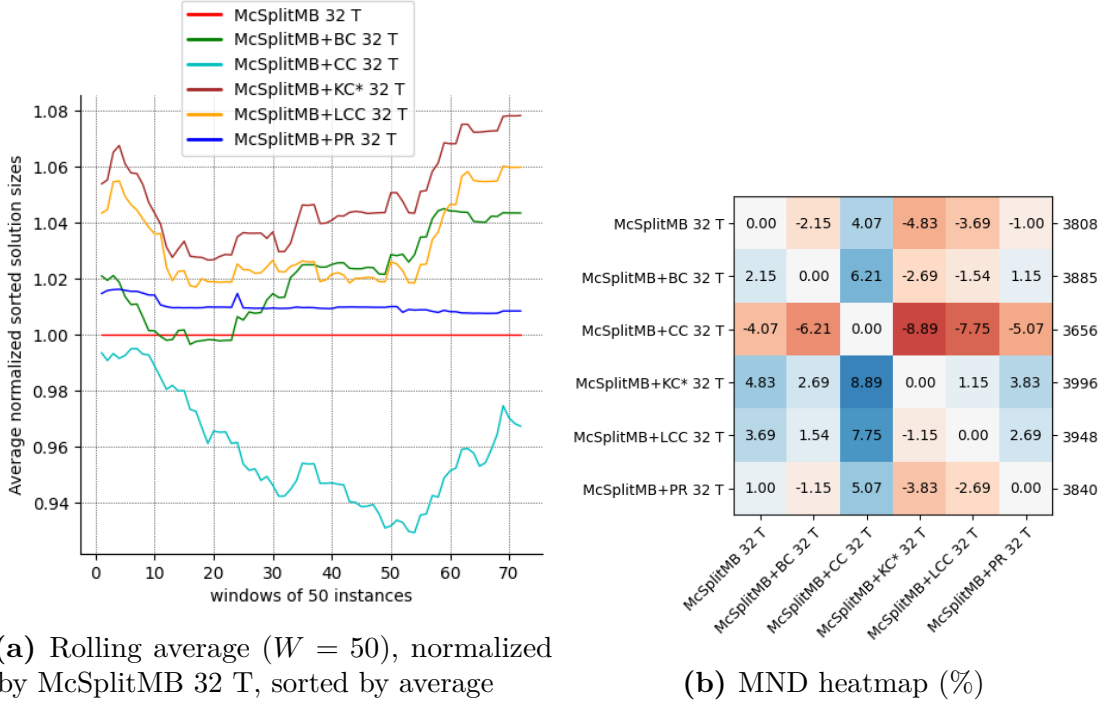 McSplitMB 32 T
McSplitMB+BC 32 T
McSplitMB+CC 32 T
McSplitMB+KC* 32 T
McSplitMB+LCC 32 T
McSplitMB+PR 32 T
Average normalized sorted solution sizes
1.08
1.06
1.04
1.02
1.00
0.98
0.96
0.94
0 10 20 30 40 50 60 70
windows of 50 instances
(a) Rolling average (W = 50), normalized
by McSplitMB 32 T, sorted by average
McSplitMB 32 T 0.00 -2.15 4.07 -4.83 -3.69 -1.00 3808
McSplitMB+BC 32 T 2.15 0.00 6.21 -2.69 -1.54 1.15 3885
McSplitMB+CC 32 T -4.07 -6.21 0.00 -8.89 -7.75 -5.07 3656
McSplitMB+KC* 32 T 4.83 2.69 8.89 0.00 1.15 3.83 3996
McSplitMB+LCC 32 T 3.69 1.54 7.75 -1.15 0.00 2.69 3948
McSplitMB+PR 32 T 1.00 -1.15 5.07 -3.83 -2.69 0.00 3840
McSplitMB 32 T
McSplitMB+BC 32 T
McSplitMB+CC 32 T
McSplitMB+KC* 32 T
McSplitMB+LCC 32 T
McSplitMB+PR 32 T
(b) MND heatmap (%)